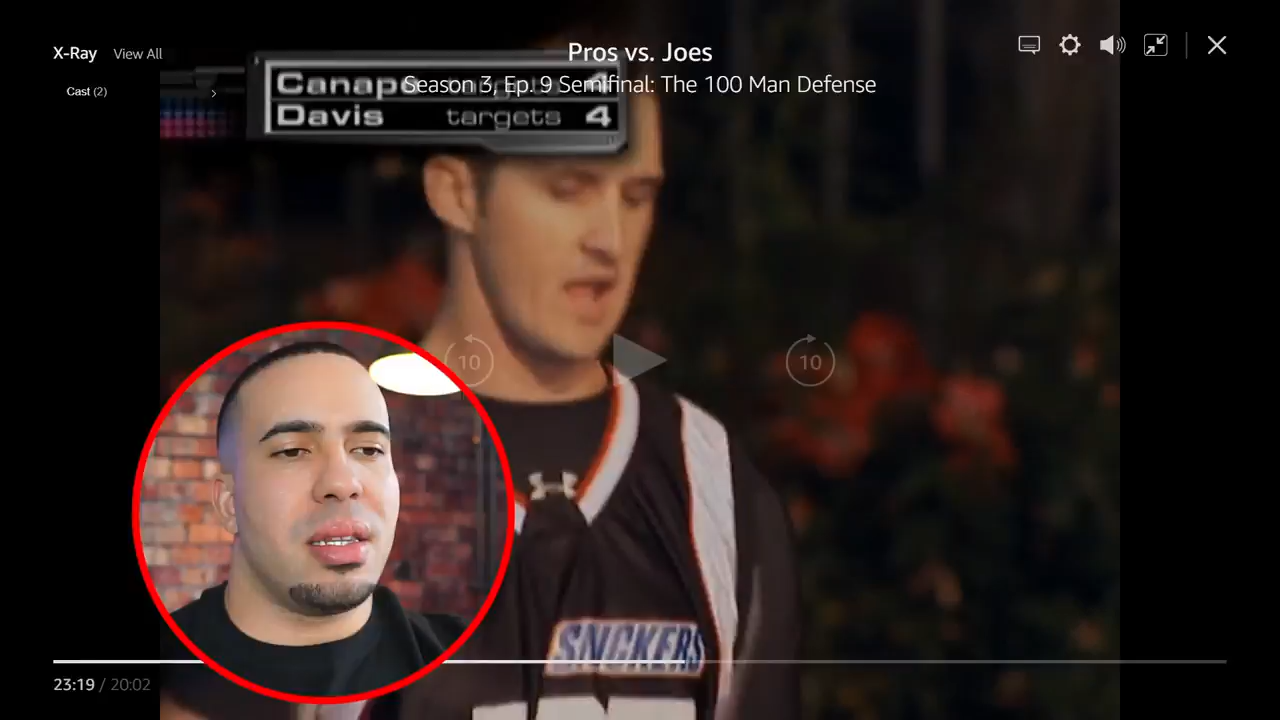 X-Ray View All
Pros vs. Joes
Season 3, Ep. 9 Semifinal: The 100 Man Defense
Cast (2)
targets 4
Davis targets 4
10
10
SNICKERS
23:19 / 20:02